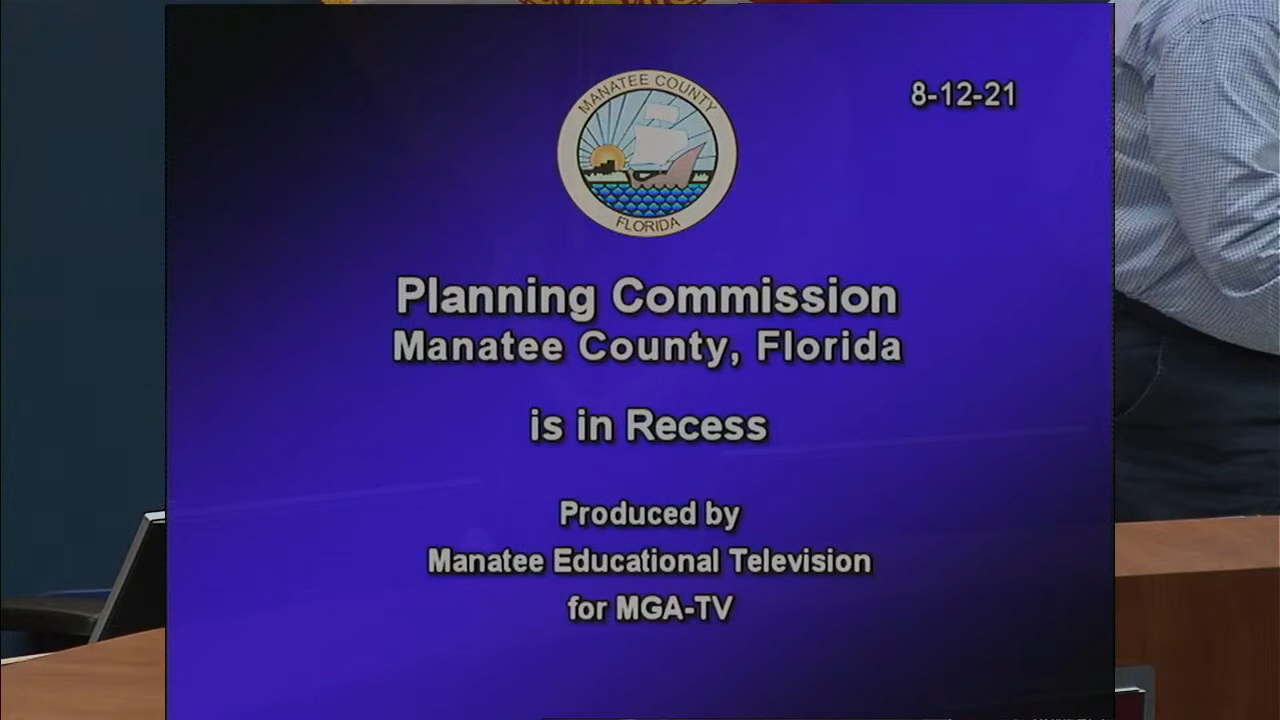 8-12-21
MANATEE COUNTY
FLORIDA
Planning Commission
Manatee County, Florida
is in Recess
Produced by
Manatee Educational Television
for MGA-TV